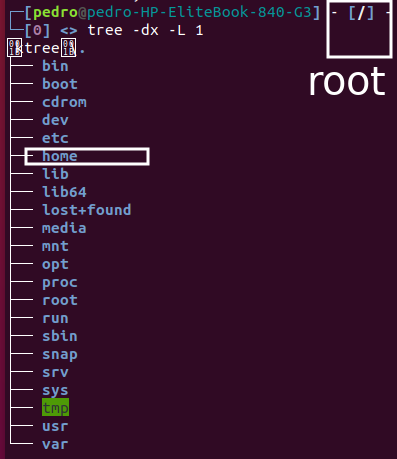 ┌─[pedro@pedro-HP-EliteBook-840-G3] - [/] -
└─[0] <> tree -dx -L 1
ktree\.
├── bin
├── boot
├── cdrom
├── dev
├── etc
├── home
├── lib
├── lib64
├── lost+found
├── media
├── mnt
├── opt
├── proc
├── root
├── run
├── sbin
├── snap
├── srv
├── sys
├── tmp
├── usr
└── var
root